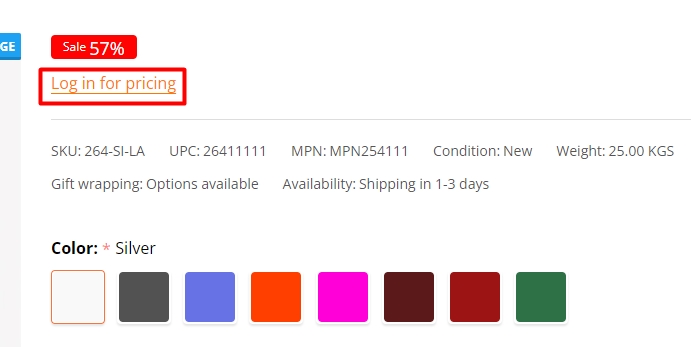 Sale 57%
GE
Log in for pricing
SKU: 264-SI-LA UPC: 26411111 MPN: MPN254111 Condition: New Weight: 25.00 KGS
Gift wrapping: Options available Availability: Shipping in 1-3 days
Color: * Silver